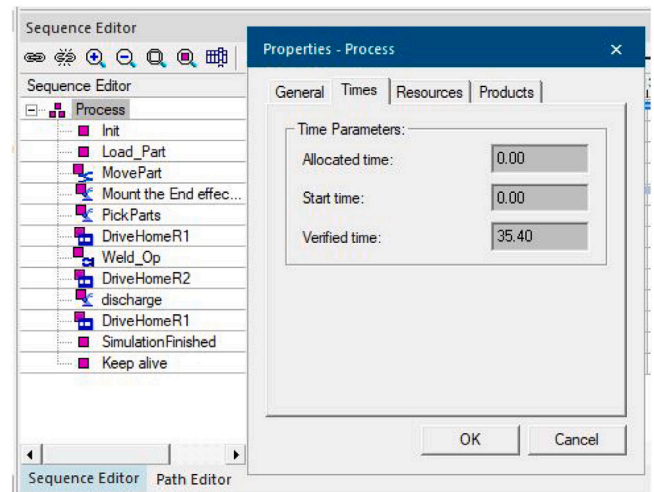 Sequence Editor
Sequence Editor
Process
Init
Load_Part
MovePart
Mount the End effec...
PickParts
DriveHomeR1
Weld_Op
DriveHomeR2
discharge
DriveHomeR1
SimulationFinished
Keep alive
Sequence Editor Path Editor
Properties - Process
General Times Resources Products
Time Parameters:
Allocated time: 0.00
Start time: 0.00
Verified time: 35.40
OK Cancel